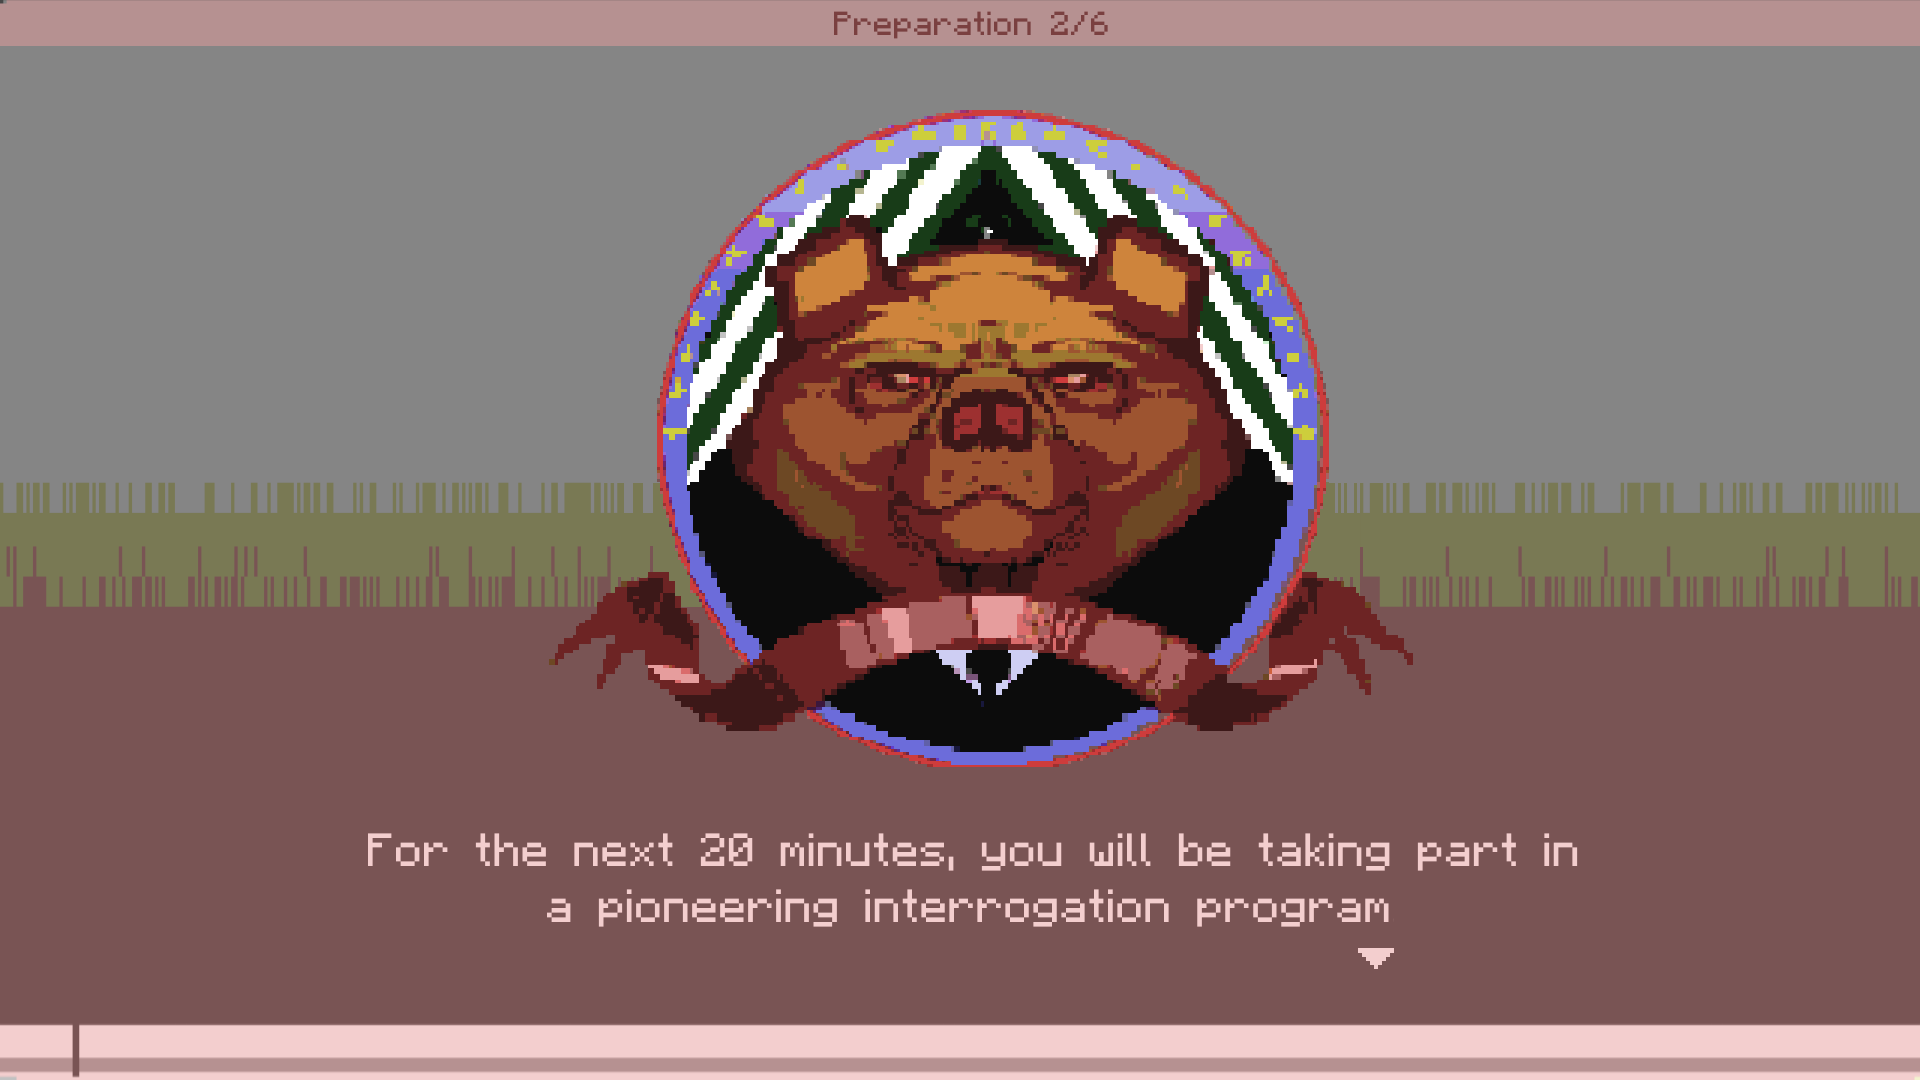 Preparation 2/6
For the next 20 minutes, you will be taking part in
a pioneering interrogation program